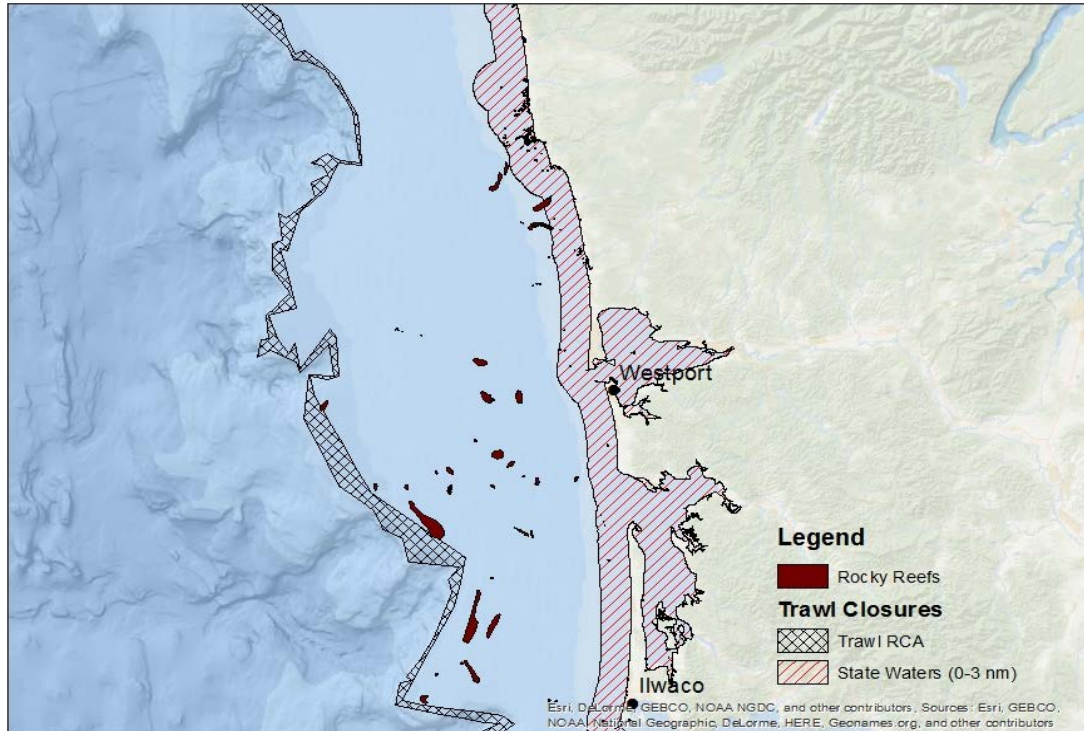 Westport
Legend
Rocky Reefs
Trawl Closures
Trawl RCA
State Waters (0-3 nm)
Ilwaco
Esri, DeLorme, GEBCO, NOAA NGDC, and other contributors, Sources: Esri, GEBCO,
NOAA, National Geographic, DeLorme, HERE, Geonames.org, and other contributors